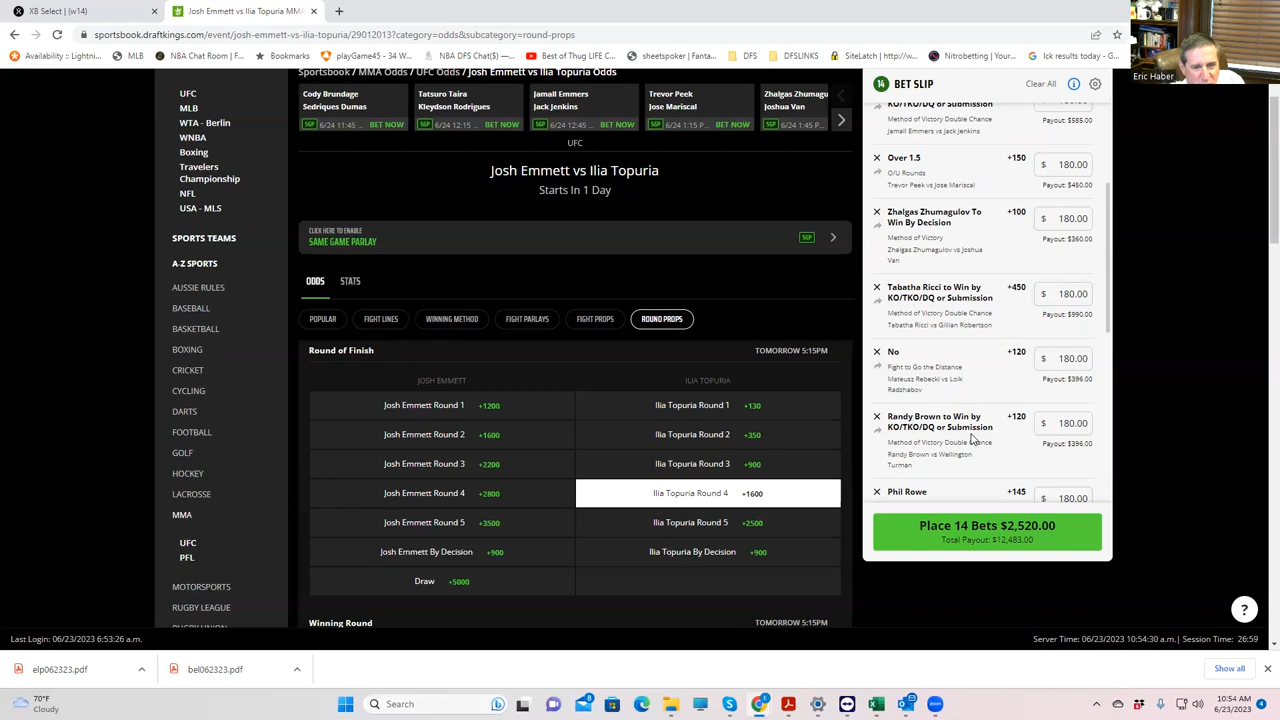 XB Select (w14)
Josh Emmett vs Ilia Topuria MMA
sportsbook.draftkings.com/event/josh-emmett-vs-ilia-topuria/29012013?category=odds&subcategory=round-props
Availability :: Lightnin...
MLB
NBA Chat Room | F...
Bookmarks
playGame45 - 34 W...
NBA DFS Chat(S) | ...
Best of Thug LIFE C...
sheetspoker | Fanta...
DFS
DFSLINKS
SiteLatch | http://w...
Nitrobetting | Hom...
Ick results today - G...
Eric Haber
UFC
MLB
WTA - Berlin
WNBA
Boxing
Travelers
Championship
NFL
USA - MLS
SPORTS TEAMS
A-Z SPORTS
AUSSIE RULES
BASEBALL
BASKETBALL
BOXING
CRICKET
CYCLING
DARTS
FOOTBALL
GOLF
HOCKEY
LACROSSE
MMA
UFC
PFL
MOTORSPORTS
RUGBY LEAGUE
Sportsbook / MMA Odds / UFC Odds / Josh Emmett vs Ilia Topuria Odds
Cody Brendage
Sedriques Dumas
6/24 11:45 ... BET NOW
Tatsuro Taira
Kleydson Rodrigues
SGP 6/24 12:15 ... BET NOW
Jamall Emmers
Jack Jenkins
SGP 6/24 12:45 ... BET NOW
Trevor Peek
Jose Mariscal
SGP 6/24 1:15 P... BET NOW
Zhalgas Zhumagul
Joshua Van
SGP 6/24 1:45 P...
UFC
Josh Emmett vs Ilia Topuria
Starts In 1 Day
CLICK HERE TO ENABLE
SAME GAME PARLAY
SGP
ODDS
STATS
POPULAR
FIGHT LINES
WINNING METHOD
FIGHT PARLAYS
FIGHT PROPS
ROUND PROPS
Round of Finish
TOMORROW 5:15PM
JOSH EMMETT
ILIA TOPURIA
Josh Emmett Round 1 +1200
Ilia Topuria Round 1 +130
Josh Emmett Round 2 +1600
Ilia Topuria Round 2 +350
Josh Emmett Round 3 +2200
Ilia Topuria Round 3 +900
Josh Emmett Round 4 +2800
Ilia Topuria Round 4 +1600
Josh Emmett Round 5 +3500
Ilia Topuria Round 5 +2500
Josh Emmett By Decision +900
Ilia Topuria By Decision +900
Draw +5000
Winning Round
TOMORROW 5:15PM
14 BET SLIP
Clear All
KO/TKO/DQ or Submission
Payout: $585.00
Method of Victory Double Chance
Jamall Emmers vs Jack Jenkins
Over 1.5 +150 $ 180.00
O/U Rounds
Trevor Peek vs Jose Mariscal Payout: $450.00
Zhalgas Zhumagulov To
Win By Decision +100 $ 180.00
Method of Victory Payout: $360.00
Zhalgas Zhumagulov vs Joshua
Van
Tabatha Ricci to Win by
KO/TKO/DQ or Submission +450 $ 180.00
Method of Victory Double Chance Payout: $990.00
Tabatha Ricci vs Gillian Robertson
No +120 $ 180.00
Fight to Go the Distance
Mateusz Rebecki vs Loik
Radzhabov Payout: $396.00
Randy Brown to Win by
KO/TKO/DQ or Submission +120 $ 180.00
Method of Victory Double Chance Payout: $396.00
Randy Brown vs Wellington
Turman
Phil Rowe +145 $ 180.00
Place 14 Bets $2,520.00
Total Payout: $12,483.00
?
Last Login: 06/23/2023 6:53:26 a.m.
Server Time: 06/23/2023 10:54:30 a.m.| Session Time: 26:59
elp062323.pdf
bel062323.pdf
Show all
70°F
Cloudy
Search
10:54 AM
6/23/2023